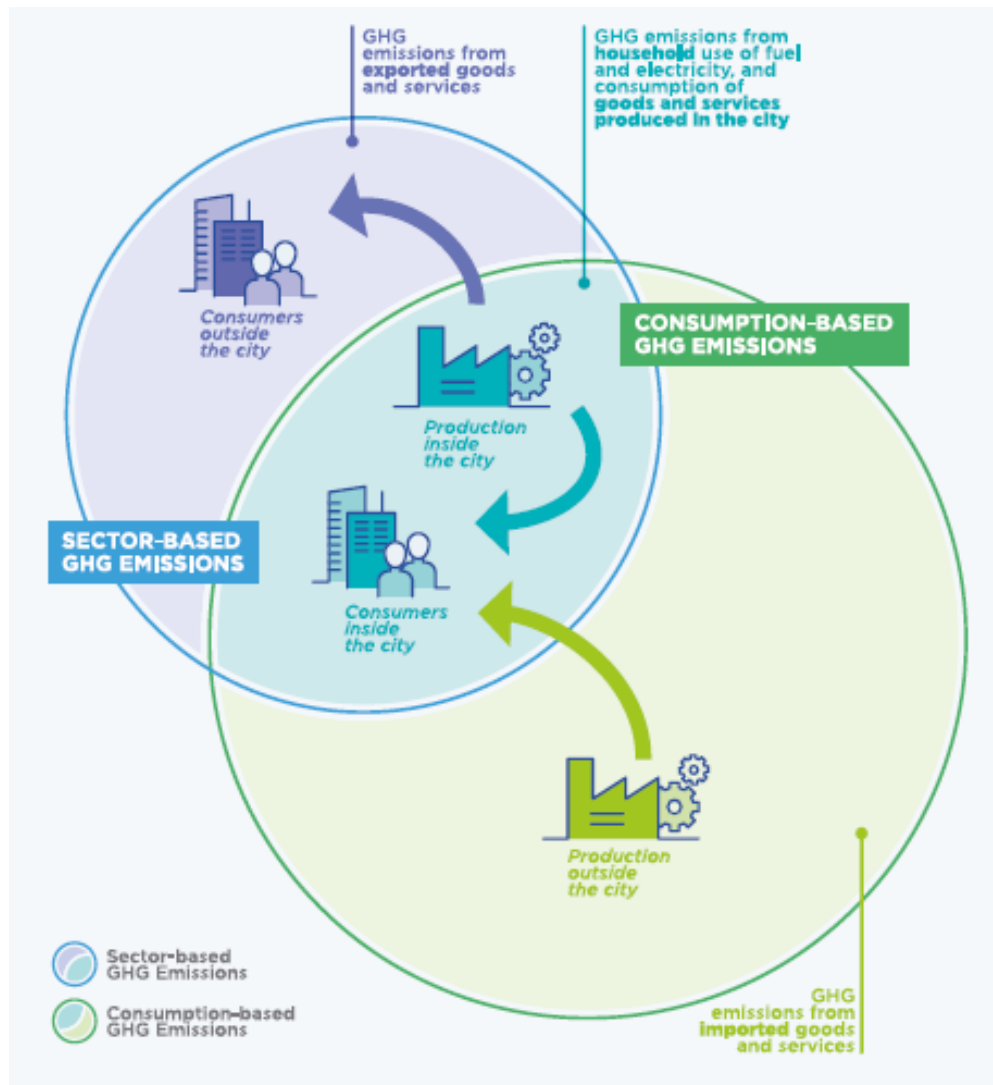 GHG
emissions from
exported goods
and services
GHG emissions from
household use of fuel
and electricity, and
consumption of
goods and services
produced in the city
Consumers
outside
the city
CONSUMPTION-BASED
GHG EMISSIONS
Production
inside
the city
SECTOR-BASED
GHG EMISSIONS
Consumers
inside
the city
Production
outside
the city
Sector-based
GHG Emissions
Consumption-based
GHG Emissions
GHG
emissions from
imported goods
and services